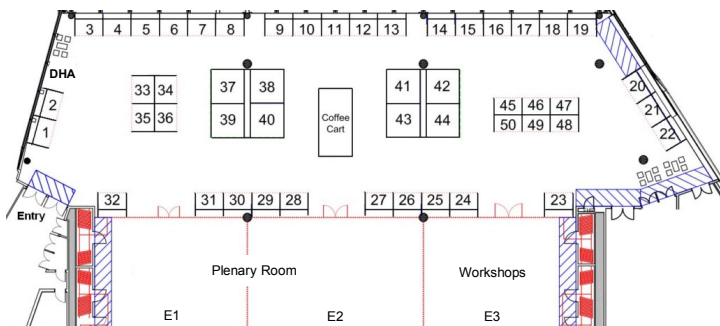 3 4 5 6 7 8 9 10 11 12 13 14 15 16 17 18 19
DHA
33 34 37 38 41 42 20
2 35 36 39 40 Coffee Cart 43 44 45 46 47 21
1 50 49 48 22
32 31 30 29 28 27 26 25 24 23
Entry
Plenary Room Workshops
E1 E2 E3